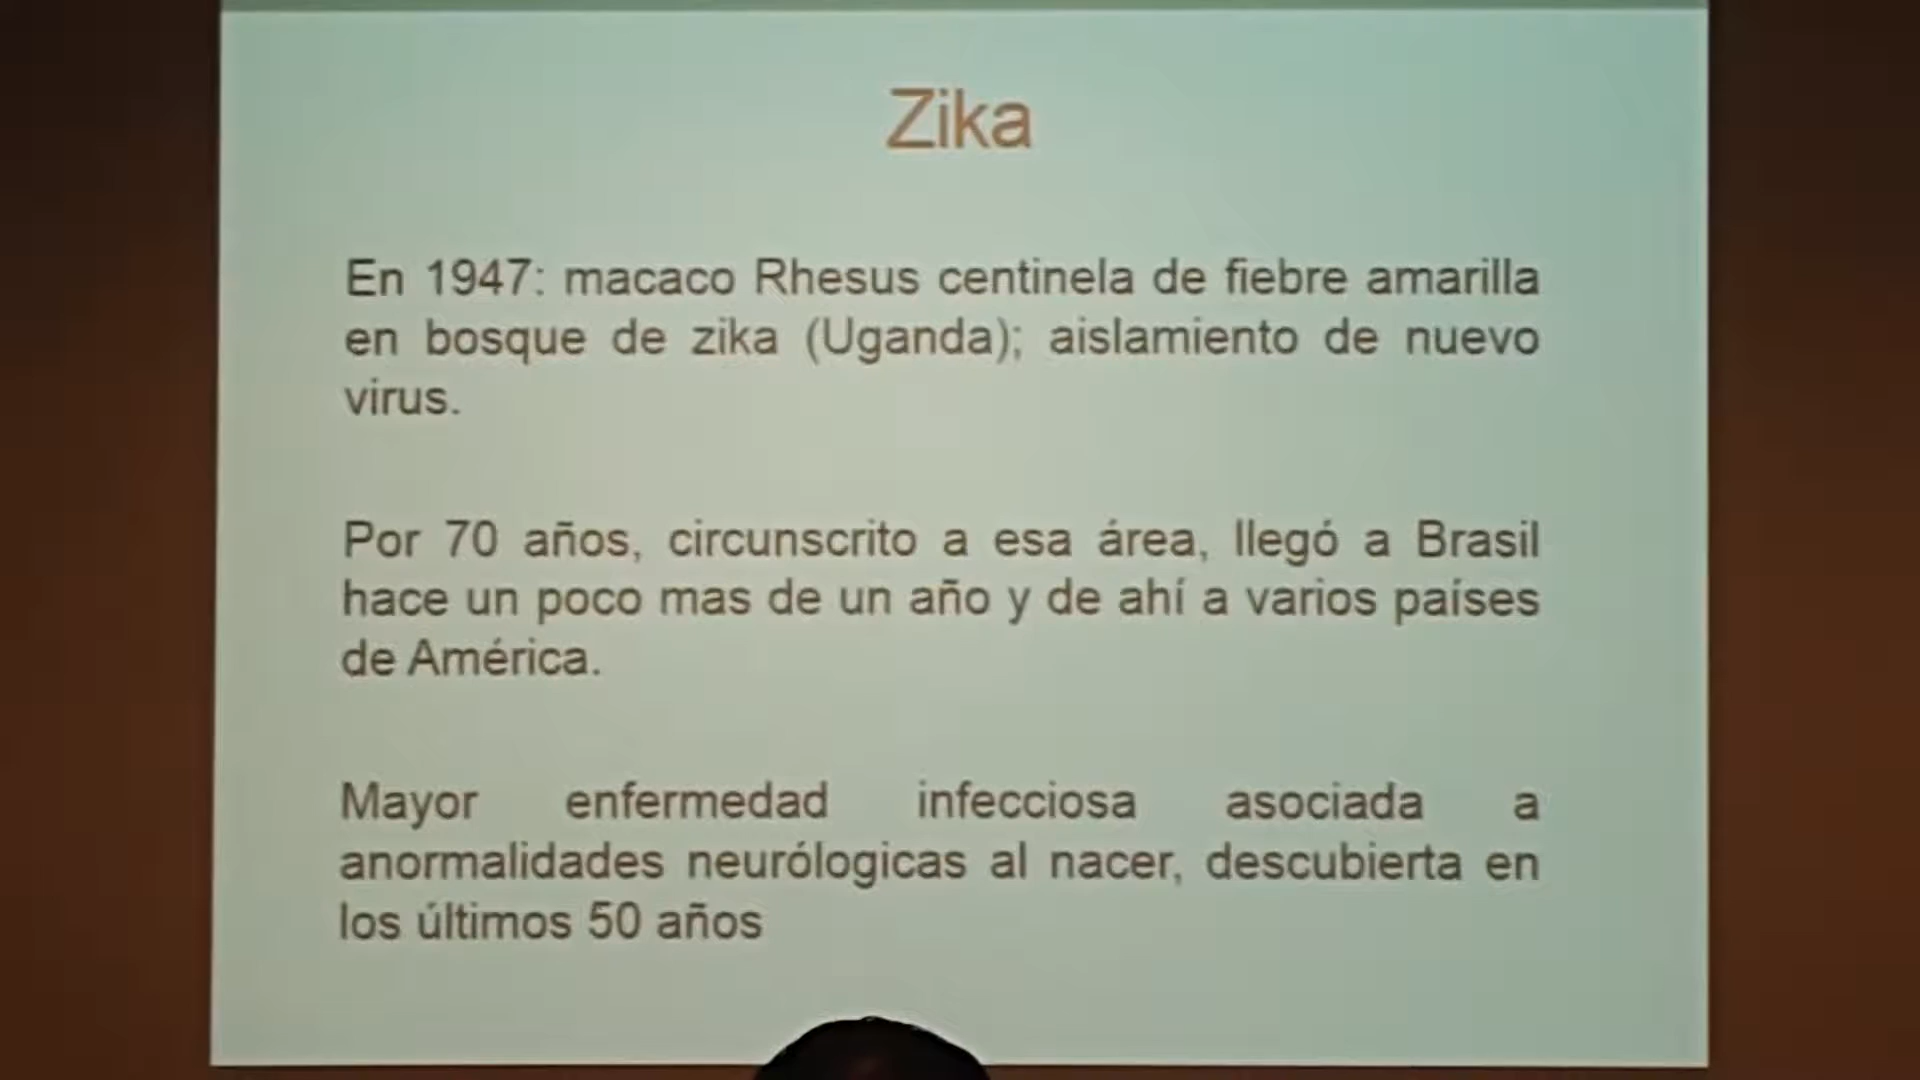 Zika
En 1947: macaco Rhesus centinela de fiebre amarilla
en bosque de zika (Uganda); aislamiento de nuevo
virus.
Por 70 años, circunscrito a esa área, llegó a Brasil
hace un poco mas de un año y de ahí a varios países
de América.
Mayor enfermedad infecciosa asociada a
anormalidades neurólogicas al nacer, descubierta en
los últimos 50 años